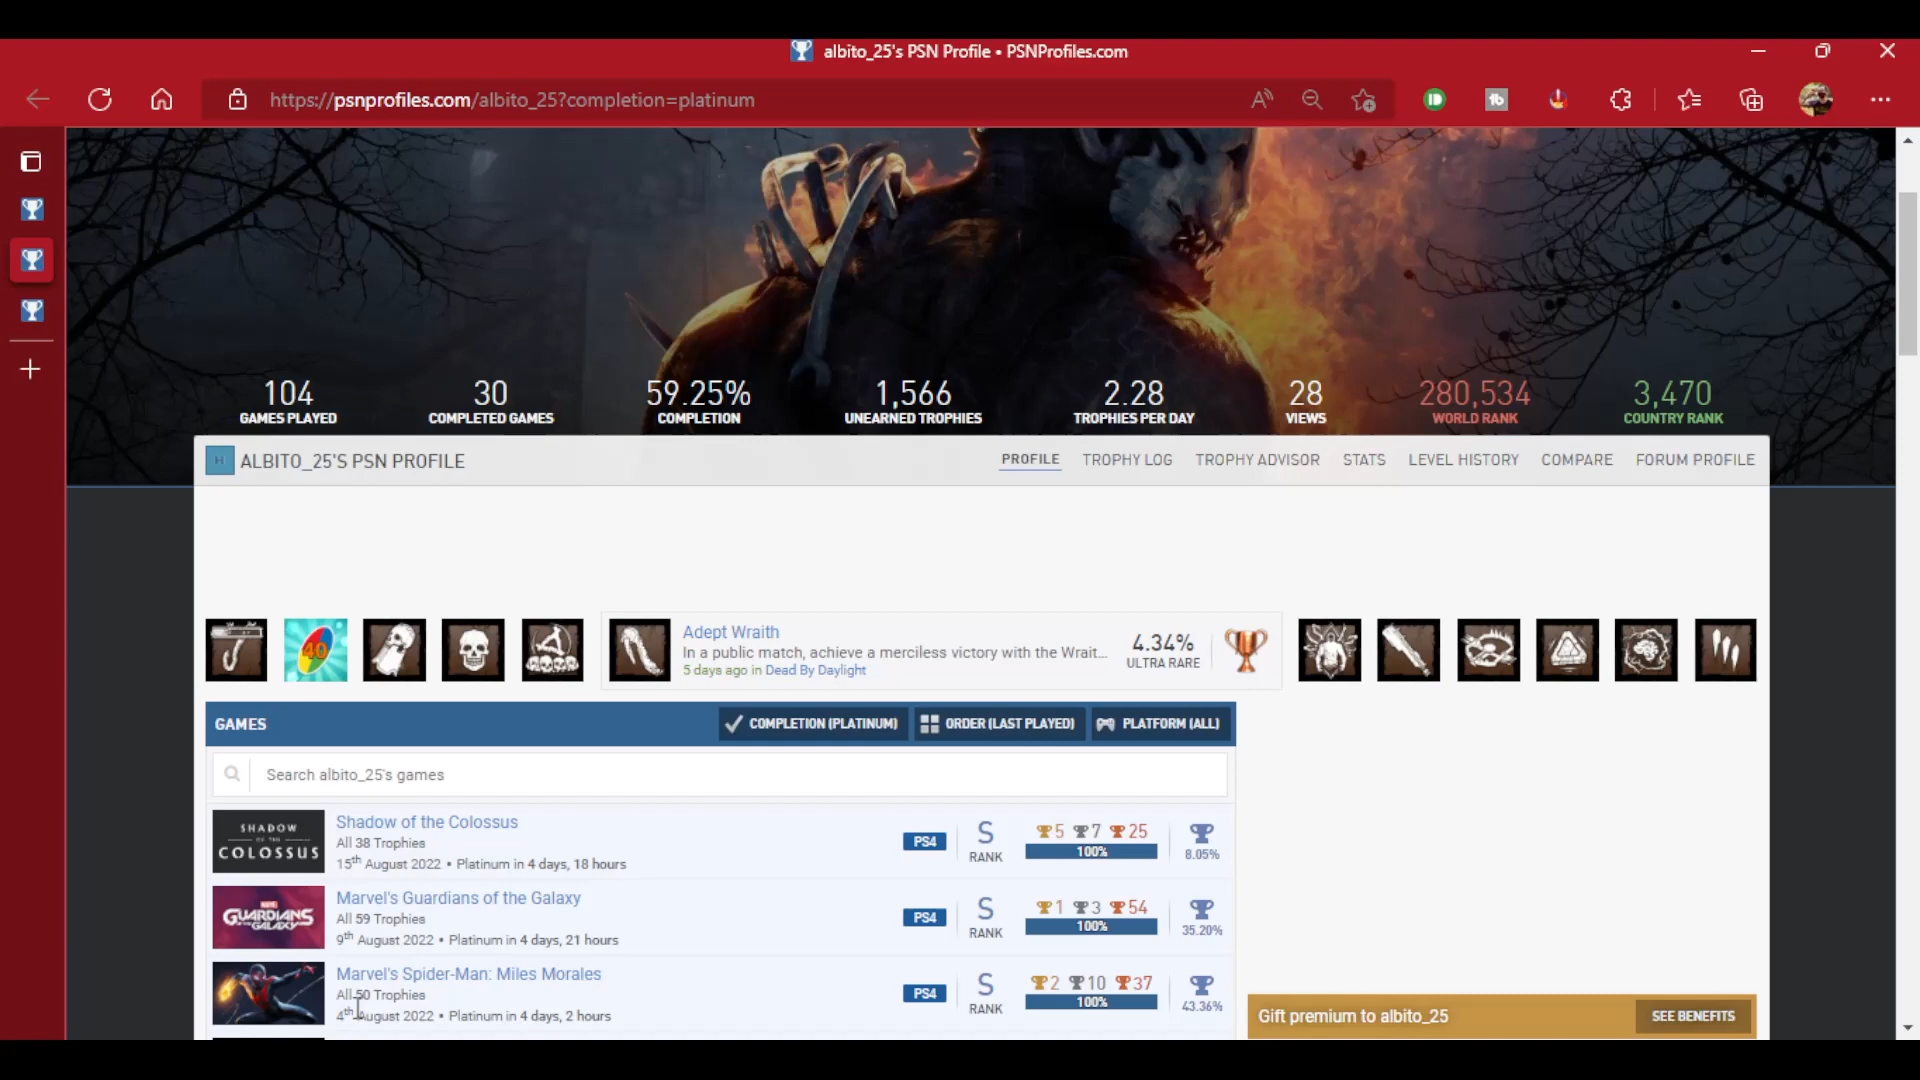 albito_25's PSN Profile • PSNProfiles.com
https://psnprofiles.com/albito_25?completion=platinum
104
GAMES PLAYED
30
COMPLETED GAMES
59.25%
COMPLETION
1,566
UNEARNED TROPHIES
2.28
TROPHIES PER DAY
28
VIEWS
280,534
WORLD RANK
3,470
COUNTRY RANK
ALBITO_25'S PSN PROFILE
PROFILE TROPHY LOG TROPHY ADVISOR STATS LEVEL HISTORY COMPARE FORUM PROFILE
40
Adept Wraith
In a public match, achieve a merciless victory with the Wrait...
5 days ago in Dead By Daylight
4.34%
ULTRA RARE
GAMES
COMPLETION (PLATINUM) ORDER (LAST PLAYED) PLATFORM (ALL)
Search albito_25's games
SHADOW
OF THE
COLOSSUS
Shadow of the Colossus
All 38 Trophies
15th August 2022 • Platinum in 4 days, 18 hours
PS4
S
RANK
5 7 25
100%
8.05%
GUARDIANS
GALAXY
Marvel's Guardians of the Galaxy
All 59 Trophies
9th August 2022 • Platinum in 4 days, 21 hours
PS4
S
RANK
1 3 54
100%
35.20%
Marvel's Spider-Man: Miles Morales
All 50 Trophies
4th August 2022 • Platinum in 4 days, 2 hours
PS4
S
RANK
2 10 37
100%
43.36%
Gift premium to albito_25
SEE BENEFITS